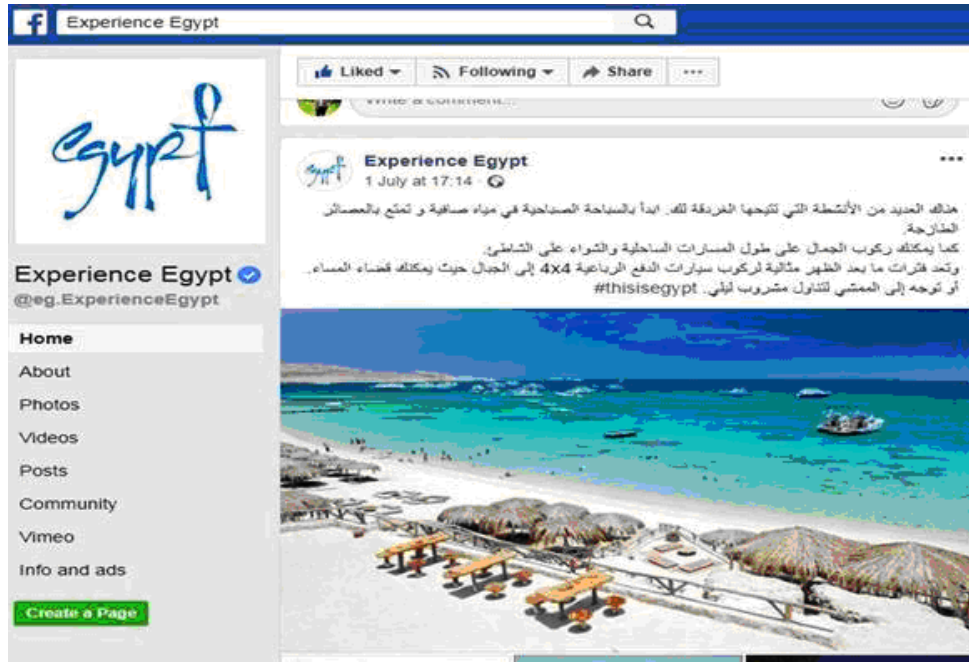 Experience Egypt
Liked
Following
Share
egypt
Write a comment...
Experience Egypt
@eg.ExperienceEgypt
Home
About
Photos
Videos
Posts
Community
Vimeo
Info and ads
Create a Page
egypt
Experience Egypt
1 July at 17:14
هناك العديد من الأنشطة التي تتيحها الغردقة لك. ابدأ بالسباحة الصباحية في مياه صافية و تمتع بالعصائر
الطازجة.
كما يمكنك ركوب الجمال على طول المسارات الساحلية والشواء على الشاطئ.
وتعد فترات ما بعد الظهر مثالية لركوب سيارات الدفع الرباعية 4x4 إلى الجبال حيث يمكنك قضاء المساء.
أو توجه إلى الممشي لتناول مشروب ليلي. #thisisegypt